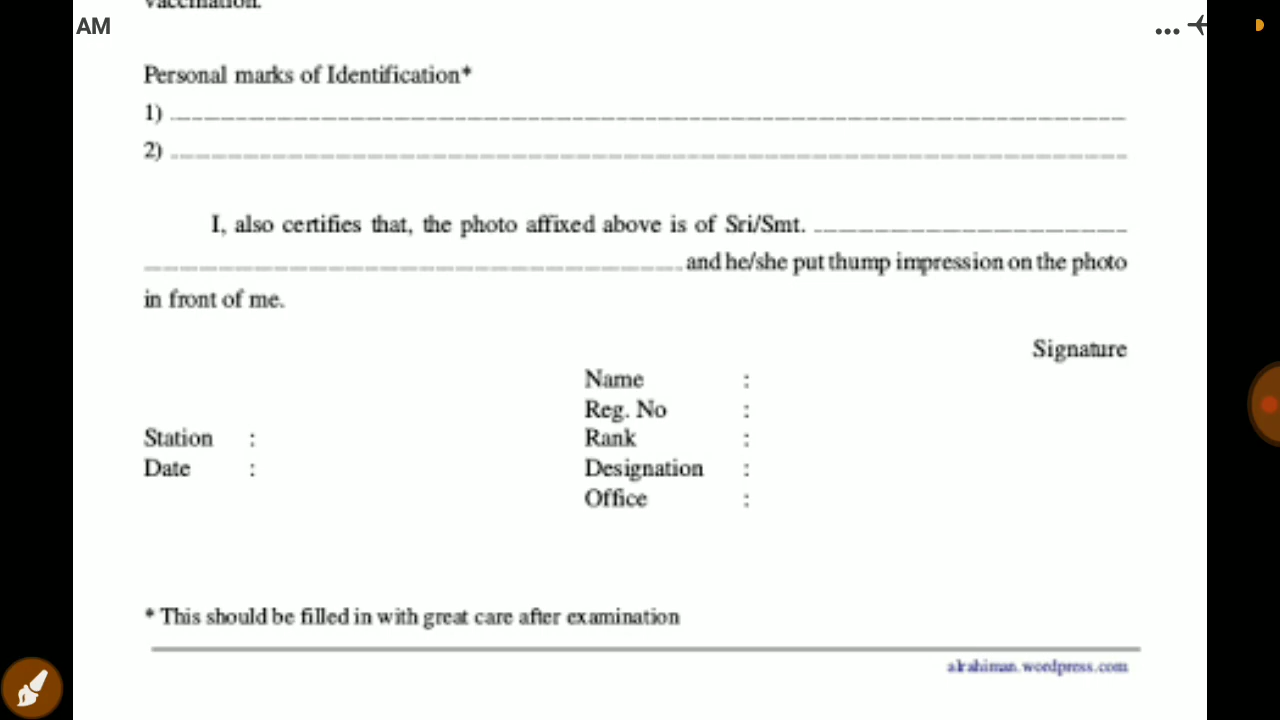 vaccination.
AM
...
Personal marks of Identification*
1)
2)
I, also certifies that, the photo affixed above is of Sri/Smt.
and he/she put thump impression on the photo
in front of me.
Signature
Name :
Reg. No :
Station : Rank :
Date : Designation :
Office :
* This should be filled in with great care after examination
alrahiman.wordpress.com